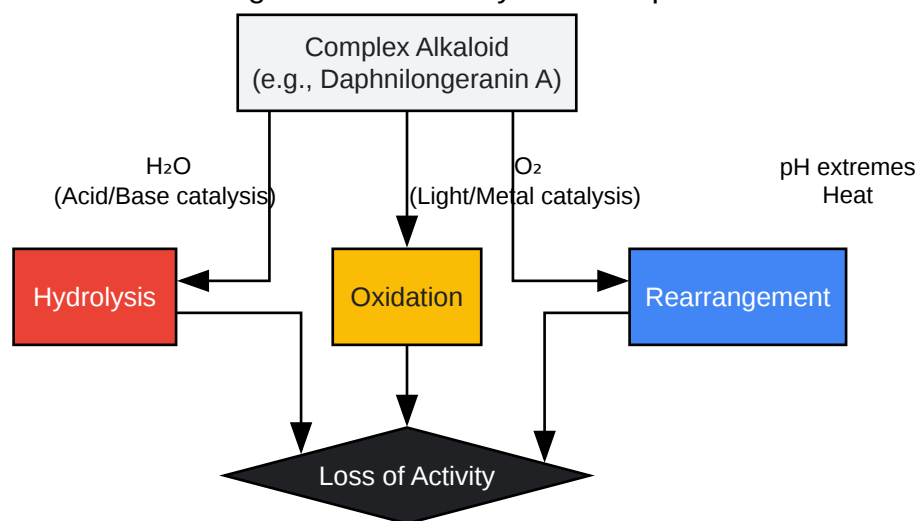 Complex Alkaloid
(e.g., Daphnilongeranin A)
H₂O
(Acid/Base catalysis)
O₂
(Light/Metal catalysis)
pH extremes
Heat
Hydrolysis
Oxidation
Rearrangement
Loss of Activity